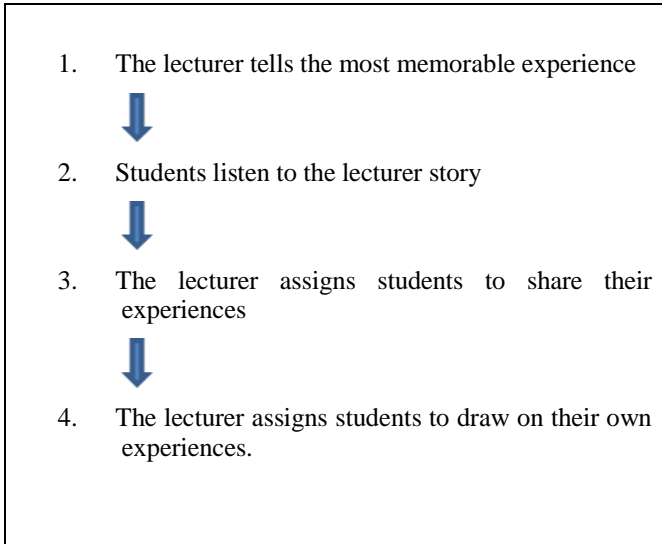 1. The lecturer tells the most memorable experience
2. Students listen to the lecturer story
3. The lecturer assigns students to share their
experiences
4. The lecturer assigns students to draw on their own
experiences.